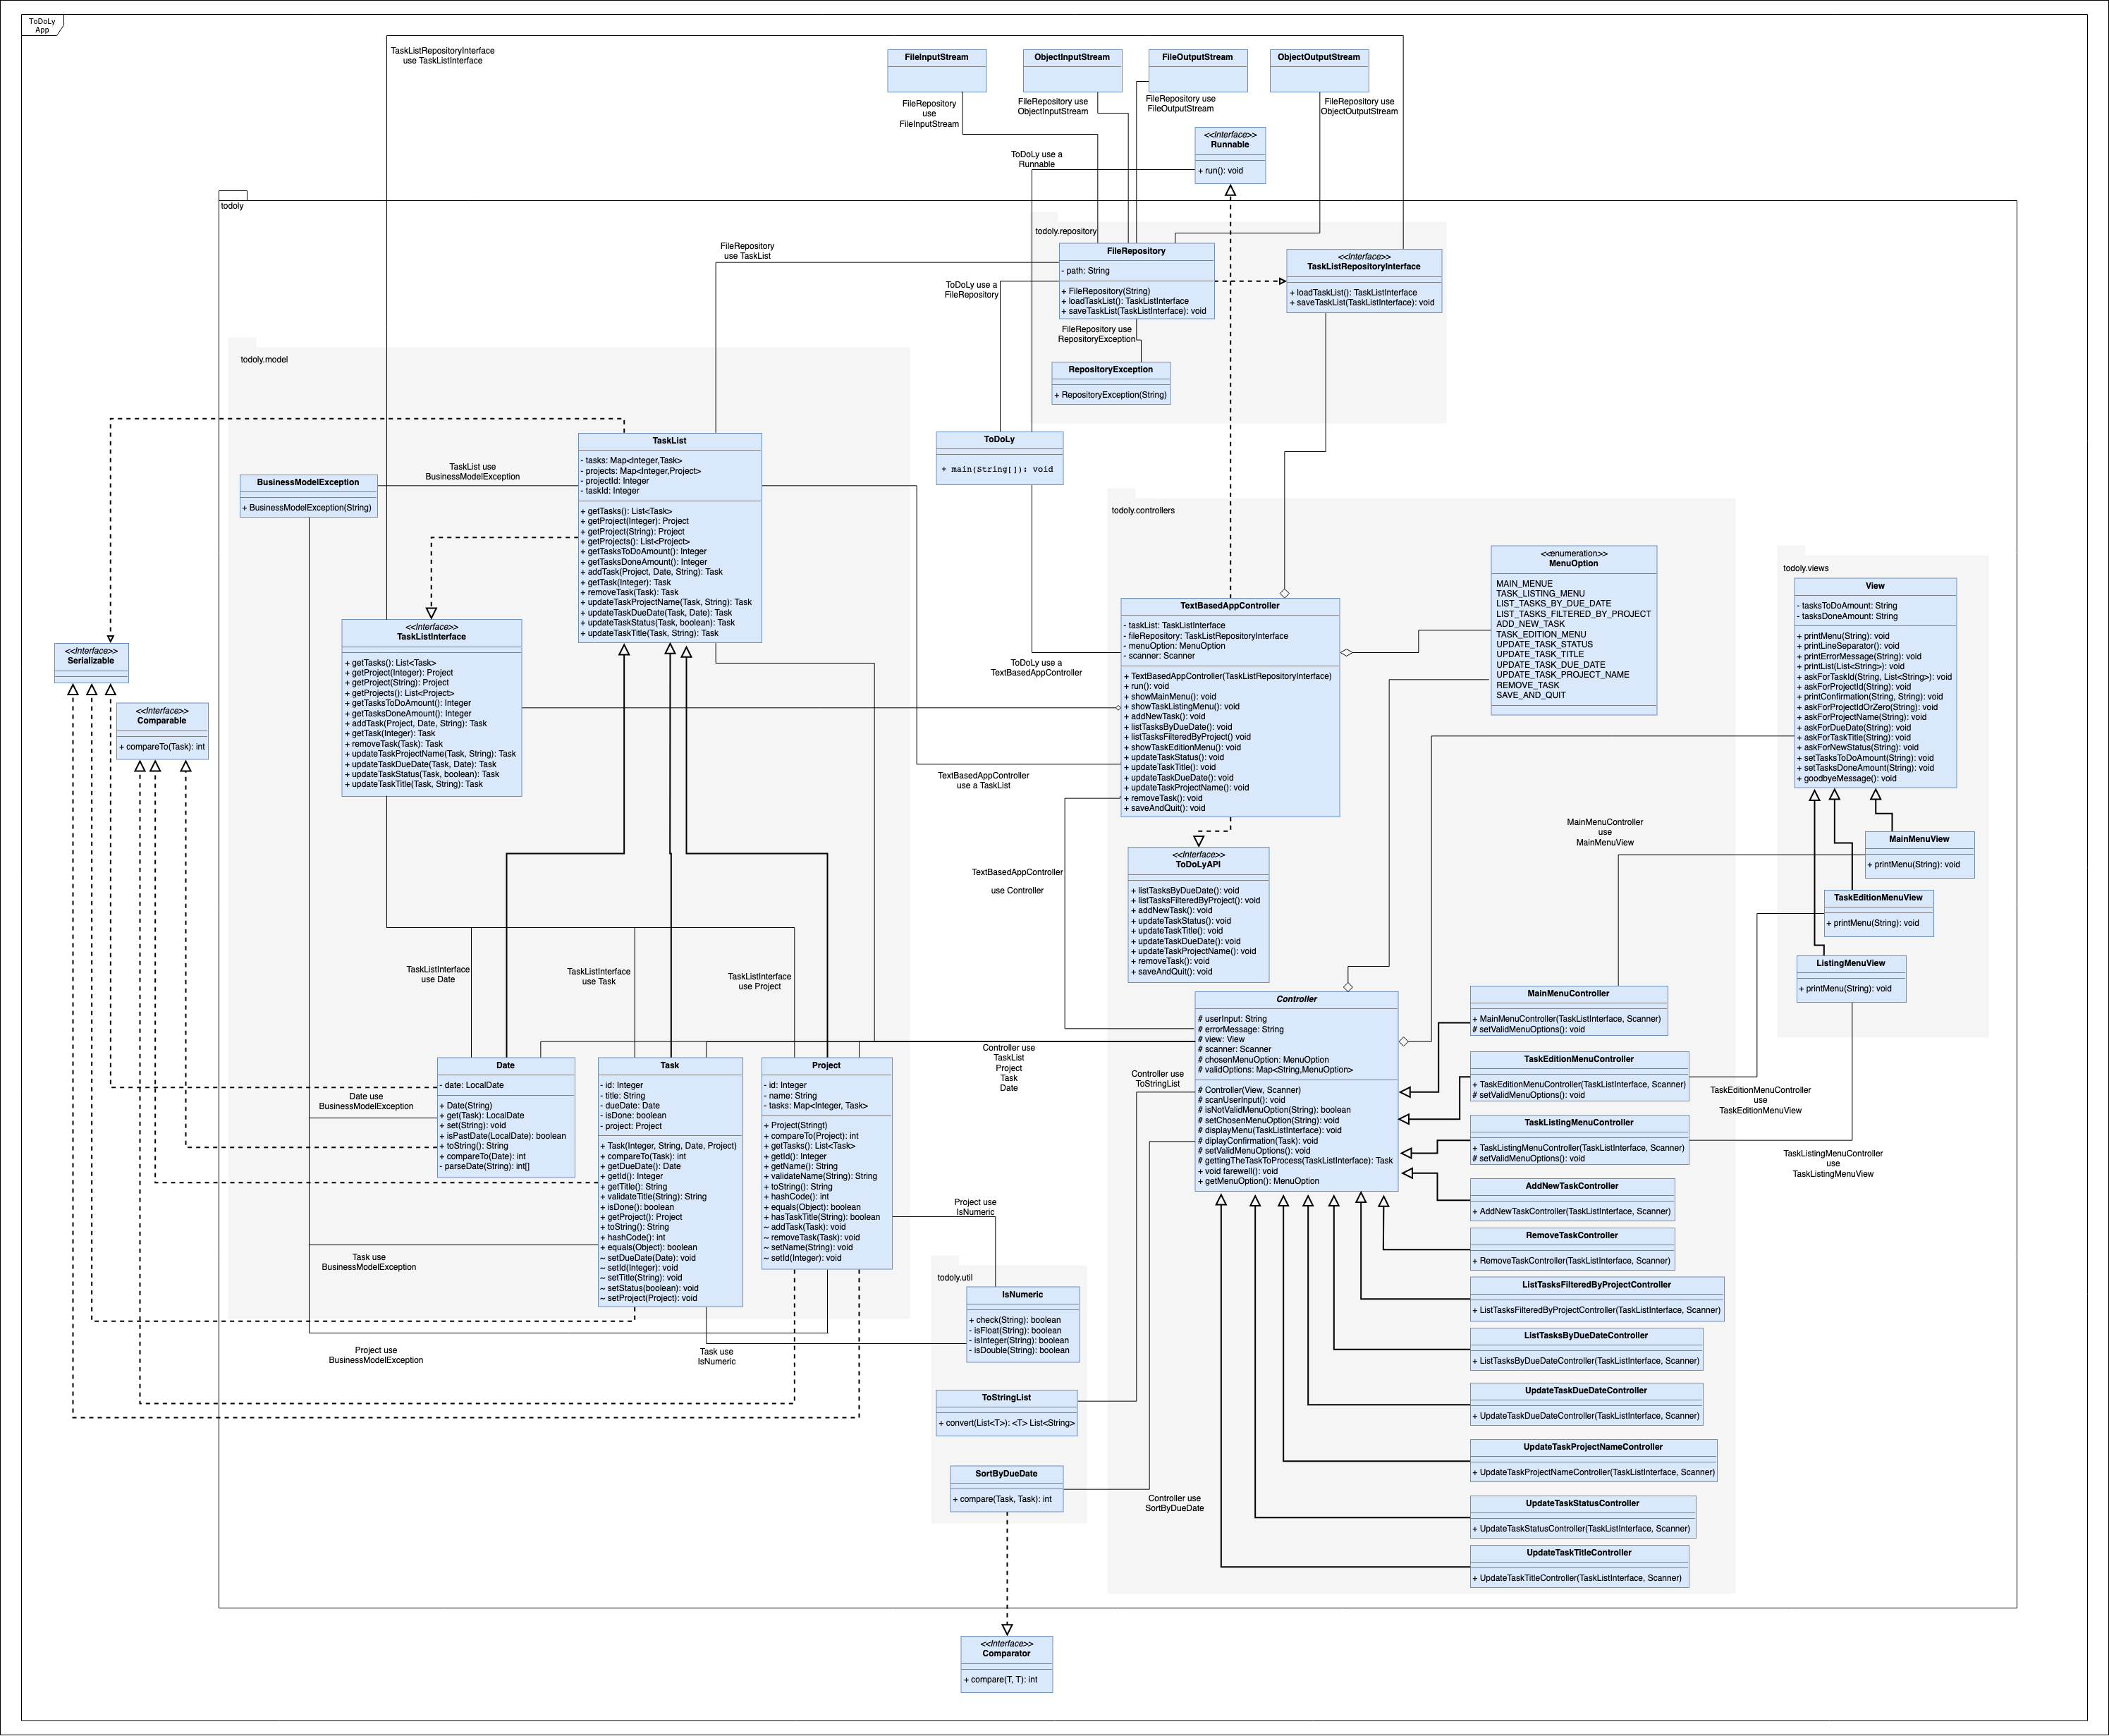 ToDoLy
App
TaskListRepositoryInterface
use TaskListInterface
FileInputStream
ObjectInputStream
FileOutputStream
ObjectOutputStream
FileRepository
use
FileInputStream
FileRepository use
ObjectInputStream
FileRepository use
FileOutputStream
FileRepository use
ObjectOutputStream
<<Interface>>
Runnable
+ run(): void
ToDoLy use a
Runnable
todoly
todoly.repository
FileRepository
- path: String
+ FileRepository(String)
+ loadTaskList(): TaskListInterface
+ saveTaskList(TaskListInterface): void
<<Interface>>
TaskListRepositoryInterface
+ loadTaskList(): TaskListInterface
+ saveTaskList(TaskListInterface): void
FileRepository
use TaskList
ToDoLy use a
FileRepository
FileRepository use
RepositoryException
RepositoryException
+ RepositoryException(String)
todoly.model
TaskList
- tasks: Map<Integer,Task>
- projects: Map<Integer,Project>
- projectId: Integer
- taskId: Integer
+ getTasks(): List<Task>
+ getProject(Integer): Project
+ getProject(String): Project
+ getProjects(): List<Project>
+ getTasksToDoAmount(): Integer
+ getTasksDoneAmount(): Integer
+ addTask(Project, Date, String): Task
+ getTask(Integer): Task
+ removeTask(Task): Task
+ updateTaskProjectName(Task, String): Task
+ updateTaskDueDate(Task, Date): Task
+ updateTaskStatus(Task, boolean): Task
+ updateTaskTitle(Task, String): Task
TaskList use
BusinessModelException
BusinessModelException
+ BusinessModelException(String)
ToDoLy
+ main(String[]): void
todoly.controllers
<<enumeration>>
MenuOption
MAIN_MENUE
TASK_LISTING_MENU
LIST_TASKS_BY_DUE_DATE
LIST_TASKS_FILTERED_BY_PROJECT
ADD_NEW_TASK
TASK_EDITION_MENU
UPDATE_TASK_STATUS
UPDATE_TASK_TITLE
UPDATE_TASK_DUE_DATE
UPDATE_TASK_PROJECT_NAME
REMOVE_TASK
SAVE_AND_QUIT
todoly.views
View
- tasksToDoAmount: String
- tasksDoneAmount: String
+ printMenu(String): void
+ printLineSeparator(): void
+ printErrorMessage(String): void
+ printList(List<String>): void
+ askForTaskId(String, List<String>): void
+ askForProjectId(String): void
+ printConfirmation(String, String): void
+ askForProjectIdOrZero(String): void
+ askForProjectName(String): void
+ askForDueDate(String): void
+ askForTaskTitle(String): void
+ askForNewStatus(String): void
+ setTasksToDoAmount(String): void
+ setTasksDoneAmount(String): void
+ goodbyeMessage(): void
<<Interface>>
Serializable
<<Interface>>
Comparable
+ compareTo(Task): int
<<Interface>>
TaskListInterface
+ getTasks(): List<Task>
+ getProject(Integer): Project
+ getProject(String): Project
+ getProjects(): List<Project>
+ getTasksToDoAmount(): Integer
+ getTasksDoneAmount(): Integer
+ addTask(Project, Date, String): Task
+ getTask(Integer): Task
+ removeTask(Task): Task
+ updateTaskProjectName(Task, String): Task
+ updateTaskDueDate(Task, Date): Task
+ updateTaskStatus(Task, boolean): Task
+ updateTaskTitle(Task, String): Task
TextBasedAppController
- taskList: TaskListInterface
- fileRepository: TaskListRepositoryInterface
- menuOption: MenuOption
- scanner: Scanner
+ TextBasedAppController(TaskListRepositoryInterface)
+ run(): void
+ showMainMenu(): void
+ showTaskListingMenu(): void
+ addNewTask(): void
+ listTasksByDueDate(): void
+ listTasksFilteredByProject(): void
+ showTaskEditionMenu(): void
+ updateTaskStatus(): void
+ updateTaskTitle(): void
+ updateTaskDueDate(): void
+ updateTaskProjectName(): void
+ removeTask(): void
+ saveAndQuit(): void
ToDoLy use a
TextBasedAppController
TextBasedAppController
use a TaskList
TextBasedAppController
use Controller
<<Interface>>
ToDoLyAPI
+ listTasksByDueDate(): void
+ listTasksFilteredByProject(): void
+ addNewTask(): void
+ updateTaskStatus(): void
+ updateTaskTitle(): void
+ updateTaskDueDate(): void
+ updateTaskProjectName(): void
+ removeTask(): void
+ saveAndQuit(): void
MainMenuController
use
MainMenuView
MainMenuView
+ printMenu(String): void
TaskEditionMenuView
+ printMenu(String): void
ListingMenuView
+ printMenu(String): void
TaskListInterface
use Date
TaskListInterface
use Task
TaskListInterface
use Project
Controller
# userInput: String
# errorMessage: String
# view: View
# scanner: Scanner
# chosenMenuOption: MenuOption
# validOptions: Map<String,MenuOption>
# Controller(View, Scanner)
# scanUserInput(): void
# isNotValidMenuOption(String): boolean
# setChosenMenuOption(String): void
# displayMenu(TaskListInterface): void
# diplayConfirmation(Task): void
# setValidMenuOptions(): void
# gettingTheTaskToProcess(TaskListInterface): Task
+ void farewell(): void
+ getMenuOption(): MenuOption
Controller use
TaskList
Project
Task
Date
Controller use
ToStringList
MainMenuController
+ MainMenuController(TaskListInterface, Scanner)
# setValidMenuOptions(): void
TaskEditionMenuController
+ TaskEditionMenuController(TaskListInterface, Scanner)
# setValidMenuOptions(): void
TaskEditionMenuController
use
TaskEditionMenuView
TaskListingMenuController
+ TaskListingMenuController(TaskListInterface, Scanner)
# setValidMenuOptions(): void
TaskListingMenuController
use
TaskListingMenuView
AddNewTaskController
+ AddNewTaskController(TaskListInterface, Scanner)
RemoveTaskController
+ RemoveTaskController(TaskListInterface, Scanner)
ListTasksFilteredByProjectController
+ ListTasksFilteredByProjectController(TaskListInterface, Scanner)
ListTasksByDueDateController
+ ListTasksByDueDateController(TaskListInterface, Scanner)
UpdateTaskDueDateController
+ UpdateTaskDueDateController(TaskListInterface, Scanner)
UpdateTaskProjectNameController
+ UpdateTaskProjectNameController(TaskListInterface, Scanner)
UpdateTaskStatusController
+ UpdateTaskStatusController(TaskListInterface, Scanner)
UpdateTaskTitleController
+ UpdateTaskTitleController(TaskListInterface, Scanner)
Date
- date: LocalDate
+ Date(String)
+ get(Task): LocalDate
+ set(String): void
+ isPastDate(LocalDate): boolean
+ toString(): String
+ compareTo(Date): int
- parseDate(String): int[]
Date use
BusinessModelException
Task
- id: Integer
- title: String
- dueDate: Date
- isDone: boolean
- project: Project
+ Task(Integer, String, Date, Project)
+ compareTo(Task): int
+ getDueDate(): Date
+ getId(): Integer
+ getTitle(): String
+ validateTitle(String): String
+ isDone(): boolean
+ getProject(): Project
+ toString(): String
+ hashCode(): int
+ equals(Object): boolean
~ setDueDate(Date): void
~ setId(Integer): void
~ setTitle(String): void
~ setStatus(boolean): void
~ setProject(Project): void
Project
- id: Integer
- name: String
- tasks: Map<Integer, Task>
+ Project(Stringt)
+ compareTo(Project): int
+ getTasks(): List<Task>
+ getId(): Integer
+ getName(): String
+ validateName(String): String
+ toString(): String
+ hashCode(): int
+ equals(Object): boolean
+ hasTaskTitle(String): boolean
~ addTask(Task): void
~ removeTask(Task): void
~ setName(String): void
~ setId(Integer): void
Project use
IsNumeric
Task use
BusinessModelException
Project use
BusinessModelException
Task use
IsNumeric
todoly.util
IsNumeric
+ check(String): boolean
- isFloat(String): boolean
- isInteger(String): boolean
- isDouble(String): boolean
ToStringList
+ convert(List<T>): <T> List<String>
SortByDueDate
+ compare(Task, Task): int
Controller use
SortByDueDate
<<Interface>>
Comparator
+ compare(T, T): int